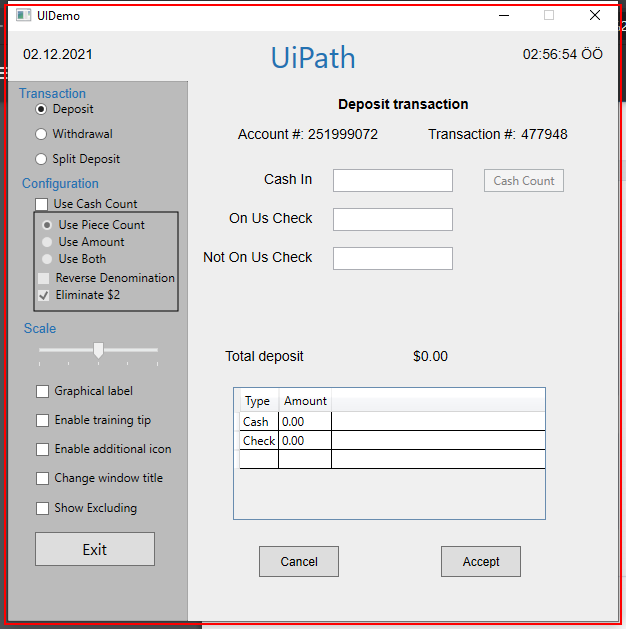 UIDemo
02.12.2021
UiPath
02:56:54 ÖÖ
Transaction
Deposit
Withdrawal
Split Deposit
Configuration
Use Cash Count
Use Piece Count
Use Amount
Use Both
Reverse Denomination
Eliminate $2
Scale
Graphical label
Enable training tip
Enable additional icon
Change window title
Show Excluding
Exit
Deposit transaction
Account #: 251999072 Transaction #: 477948
Cash In
Cash Count
On Us Check
Not On Us Check
Total deposit $0.00
Type Amount
Cash 0.00
Check 0.00
Cancel Accept